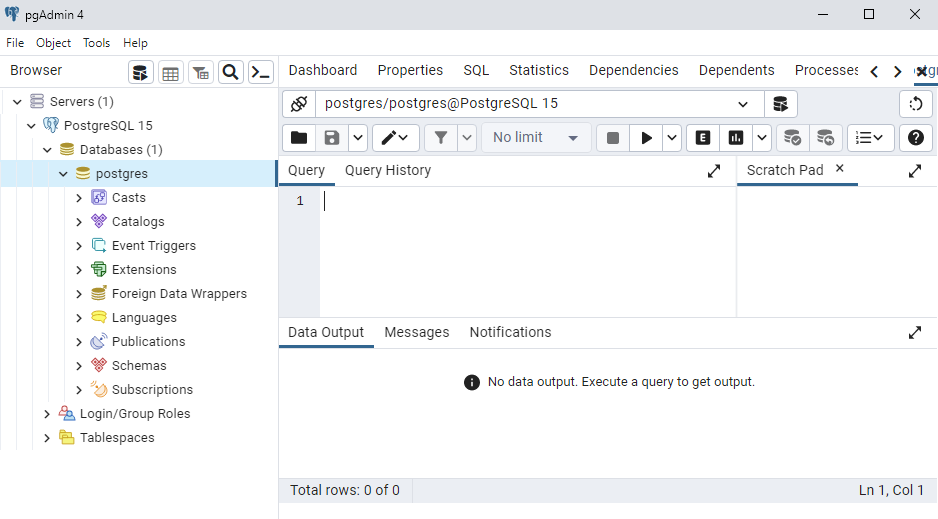 pgAdmin 4
File Object Tools Help
Browser
Dashboard Properties SQL Statistics Dependencies Dependents Processes
Servers (1)
PostgreSQL 15
Databases (1)
postgres
Casts
Catalogs
Event Triggers
Extensions
Foreign Data Wrappers
Languages
Publications
Schemas
Subscriptions
Login/Group Roles
Tablespaces
postgres/postgres@PostgreSQL 15
No limit
E
Query Query History
Scratch Pad
1
Data Output Messages Notifications
No data output. Execute a query to get output.
Total rows: 0 of 0
Ln 1, Col 1